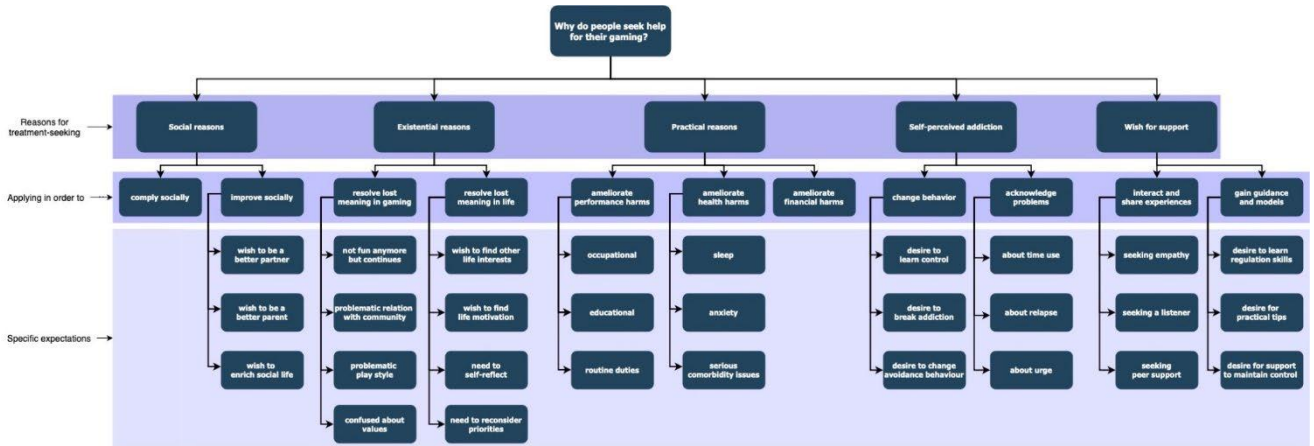 Why do people seek help
for their gaming?
Reasons for
treatment-seeking
Social reasons
Existential reasons
Practical reasons
Self-perceived addiction
Wish for support
Applying in order to
comply socially
improve socially
resolve lost
meaning in gaming
resolve lost
meaning in life
ameliorate
performance harms
ameliorate
health harms
ameliorate
financial harms
change behavior
acknowledge
problems
interact and
share experiences
gain guidance
and models
Specific expectations
wish to be a
better partner
wish to be a
better parent
wish to
enrich social life
not fun anymore
but continues
problematic relation
with community
problematic
play style
confused about
values
wish to find other
life interests
wish to find
life motivation
need to
self-reflect
need to reconsider
priorities
occupational
educational
routine duties
sleep
anxiety
serious
comorbidity issues
desire to
learn control
desire to
break addiction
desire to change
avoidance behaviour
about time use
about relapse
about urge
seeking empathy
seeking a listener
seeking
peer support
desire to learn
regulation skills
desire for
practical tips
desire for support
to maintain control